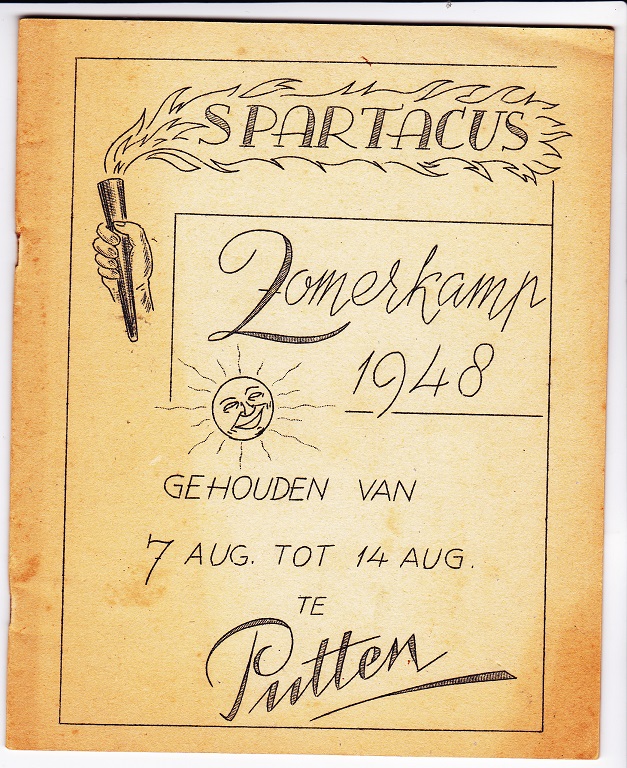 SPARTACUS
Zomerkamp
1948
GEHOUDEN VAN
7 AUG. TOT 14 AUG.
TE
Putten